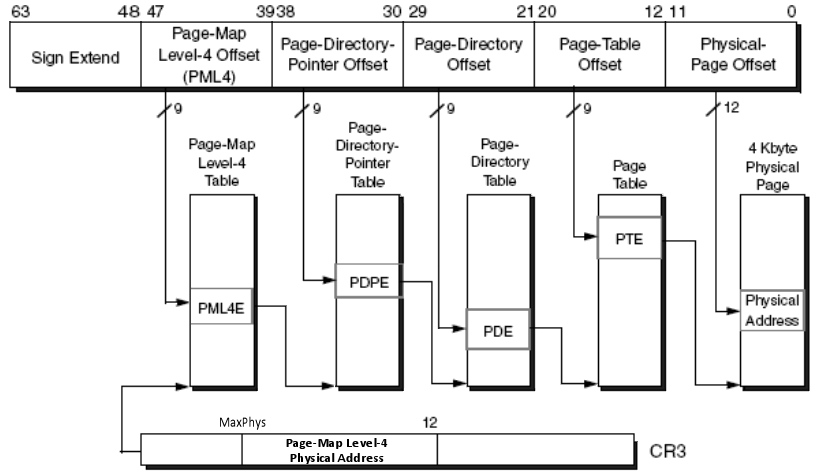 63 48 47 39 38 30 29 21 20 12 11 0
Sign Extend
Page-Map
Level-4 Offset
(PML4)
Page-Directory-
Pointer Offset
Page-Directory
Offset
Page-Table
Offset
Physical-
Page Offset
9
9
9
9
12
Page-Map
Level-4
Table
Page-
Directory-
Pointer
Table
Page-
Directory
Table
Page
Table
4 Kbyte
Physical
Page
PML4E
PDPE
PDE
PTE
Physical
Address
MaxPhys
12
Page-Map Level-4
Physical Address
CR3